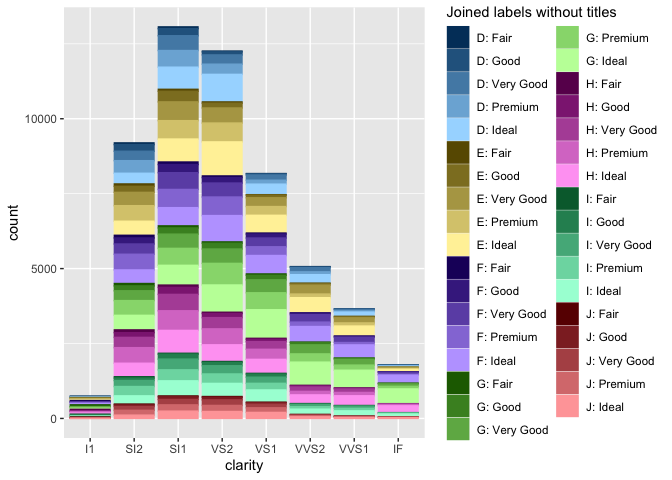 Joined labels without titles
D: Fair
D: Good
D: Very Good
D: Premium
D: Ideal
E: Fair
E: Good
E: Very Good
E: Premium
E: Ideal
F: Fair
F: Good
F: Very Good
F: Premium
F: Ideal
G: Fair
G: Good
G: Very Good
G: Premium
G: Ideal
H: Fair
H: Good
H: Very Good
H: Premium
H: Ideal
I: Fair
I: Good
I: Very Good
I: Premium
I: Ideal
J: Fair
J: Good
J: Very Good
J: Premium
J: Ideal
count
10000
5000
0
I1 SI2 SI1 VS2 VS1 VVS2 VVS1 IF
clarity